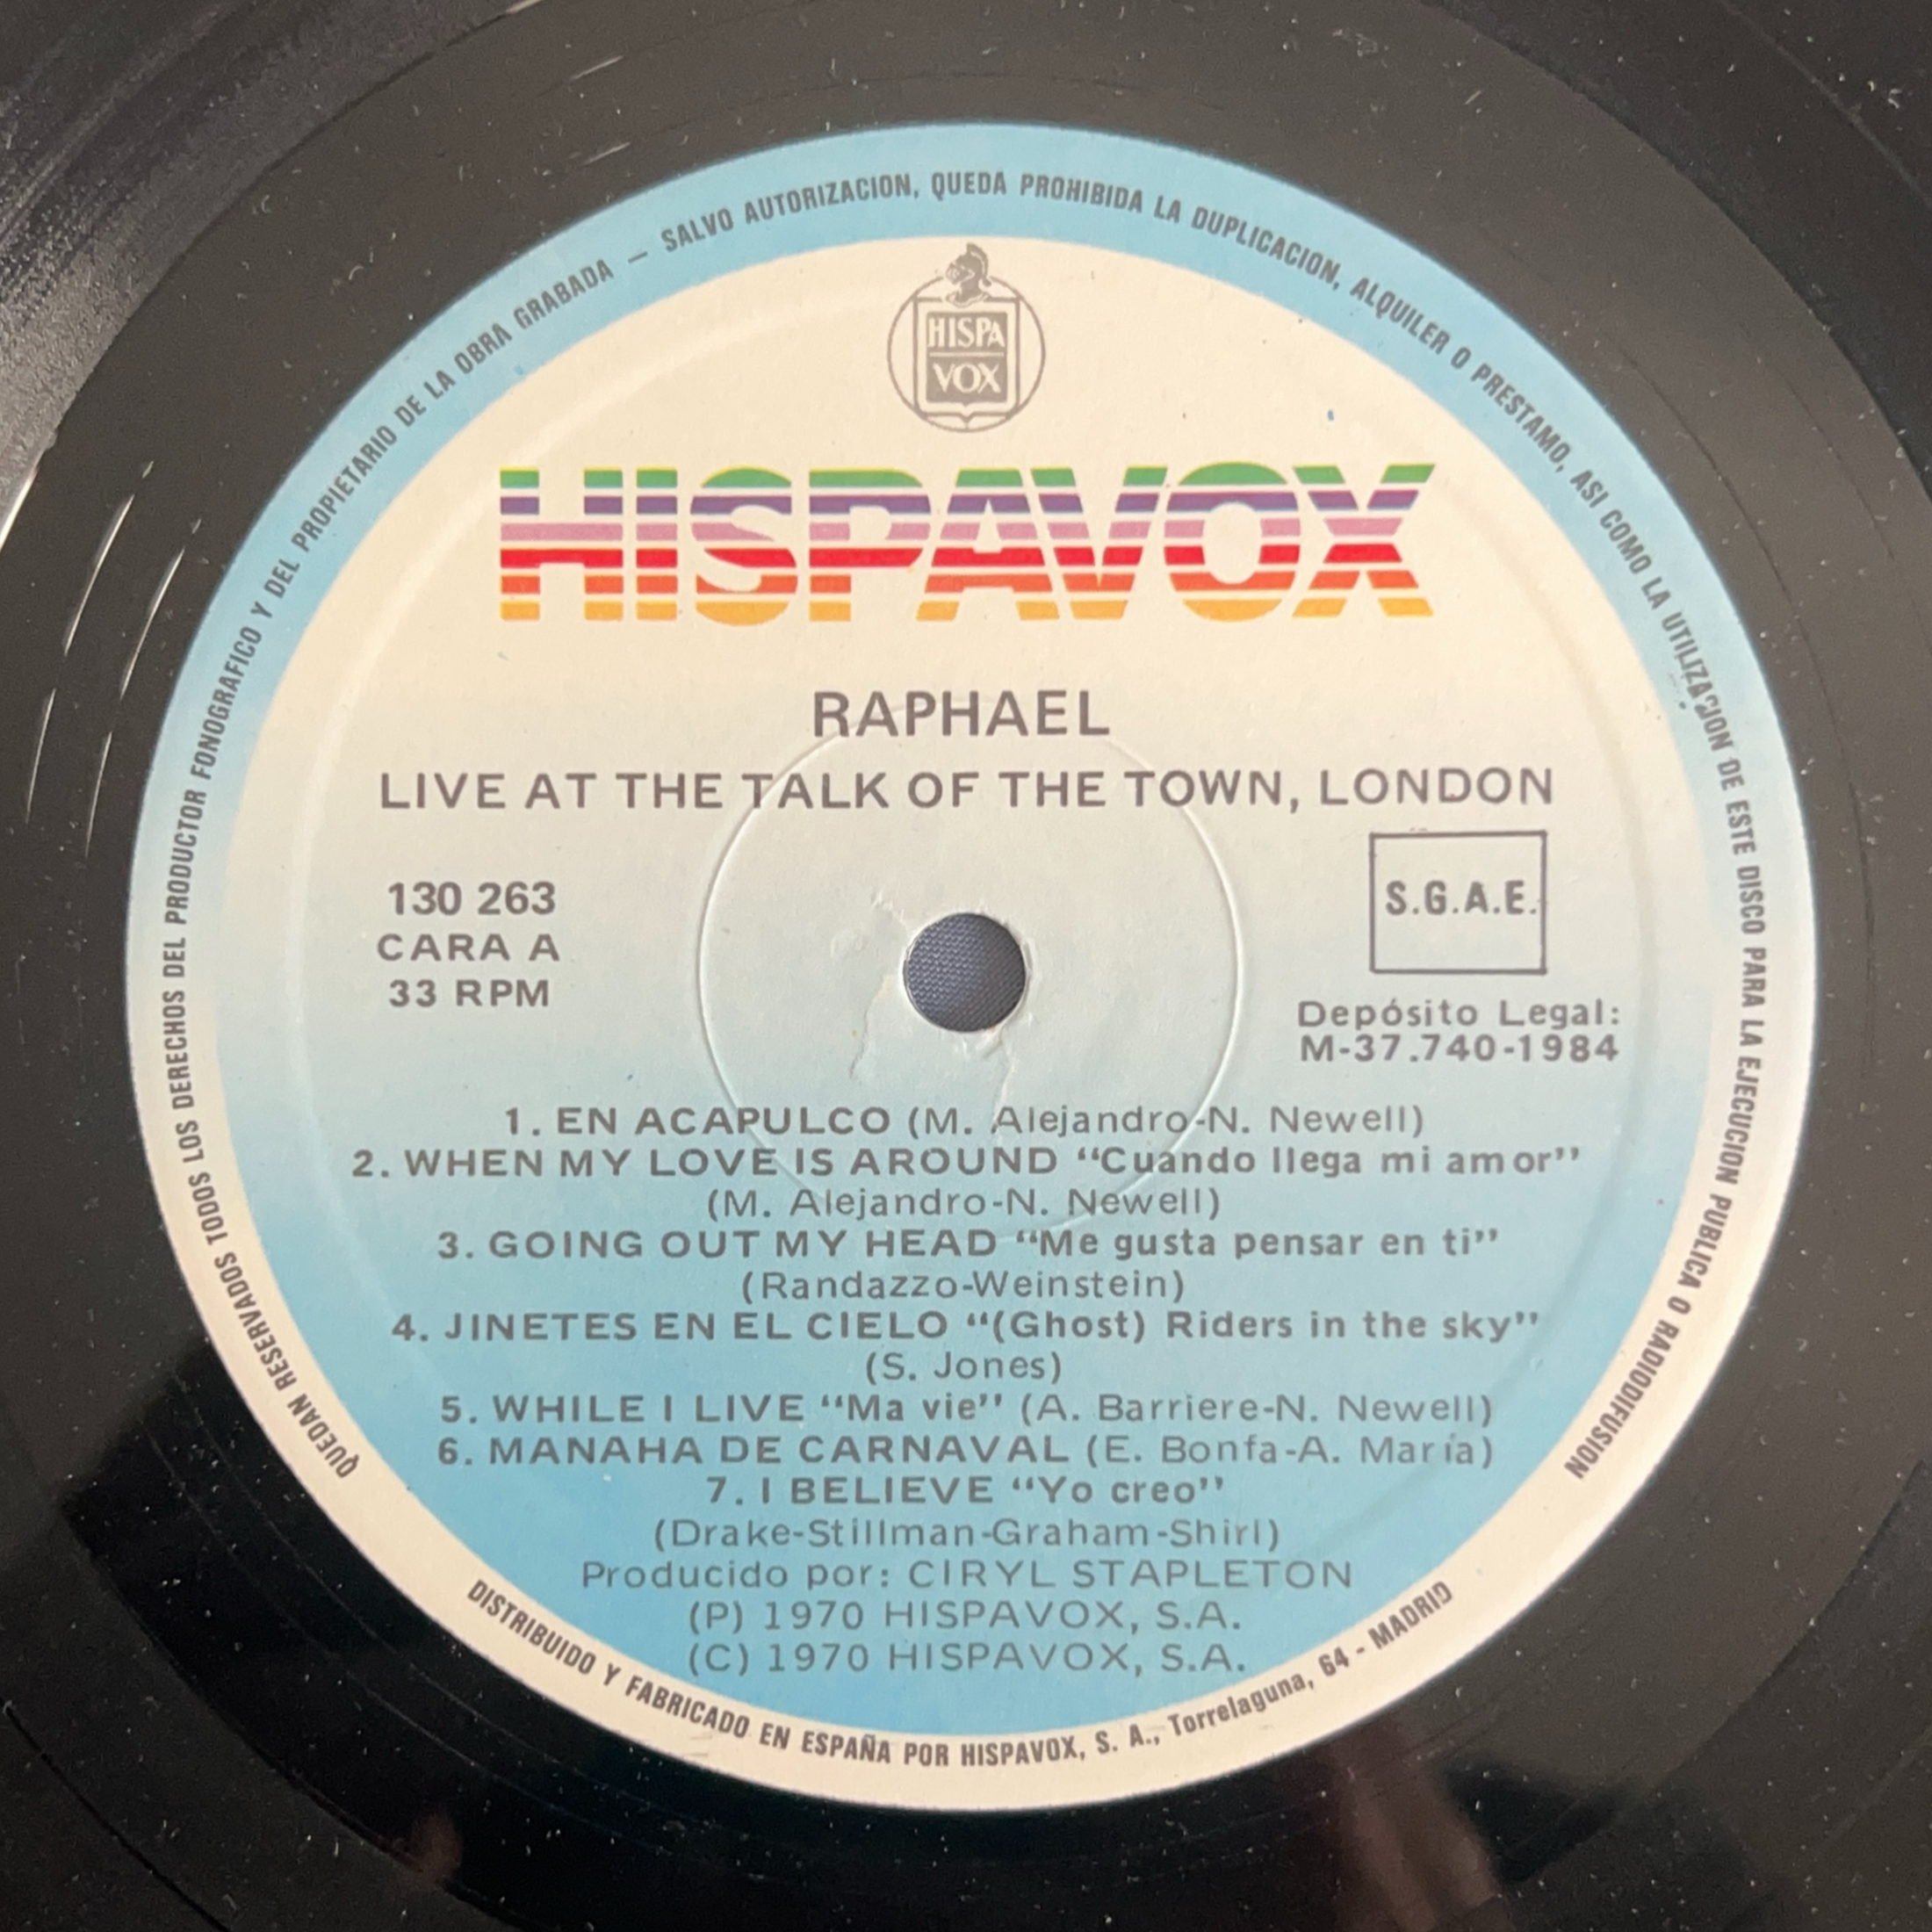 QUEDAN RESERVADOS TODOS LOS DERECHOS DEL PRODUCTOR FONOGRAFICO Y DEL PROPIETARIO DE LA OBRA GRABADA — SALVO AUTORIZACION, QUEDA PROHIBIDA LA DUPLICACION, ALQUILER O PRESTAMO, ASI COMO LA UTILIZACION DE ESTE DISCO PARA LA EJECUCION PUBLICA O RADIODIFUSION
HISPA
VOX
HISPAVOX
RAPHAEL
LIVE AT THE TALK OF THE TOWN, LONDON
130 263
CARA A
33 RPM
S.G.A.E.
Depósito Legal:
M-37.740-1984
1. EN ACAPULCO (M. Alejandro-N. Newell)
2. WHEN MY LOVE IS AROUND “Cuando llega mi amor”
(M. Alejandro-N. Newell)
3. GOING OUT MY HEAD “Me gusta pensar en ti”
(Randazzo-Weinstein)
4. JINETES EN EL CIELO “(Ghost) Riders in the sky”
(S. Jones)
5. WHILE I LIVE “Ma vie” (A. Barriere-N. Newell)
6. MANAHA DE CARNAVAL (E. Bonfa-A. María)
7. I BELIEVE “Yo creo”
(Drake-Stillman-Graham-Shirl)
Producido por: CIRYL STAPLETON
(P) 1970 HISPAVOX, S.A.
(C) 1970 HISPAVOX, S.A.
DISTRIBUIDO Y FABRICADO EN ESPAÑA POR HISPAVOX, S. A., Torrelaguna, 64 - MADRID